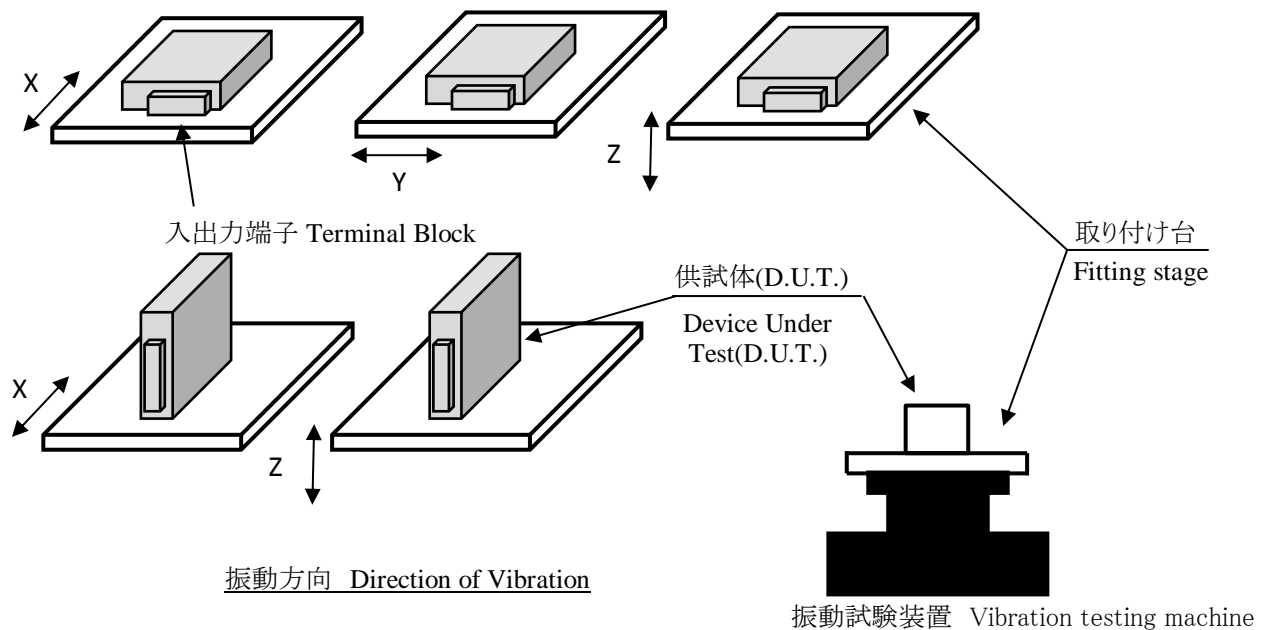 X
Y
Z
入出力端子 Terminal Block
取り付け台
Fitting stage
供試体(D.U.T.)
Device Under
Test(D.U.T.)
X
Z
振動方向 Direction of Vibration
振動試験装置 Vibration testing machine